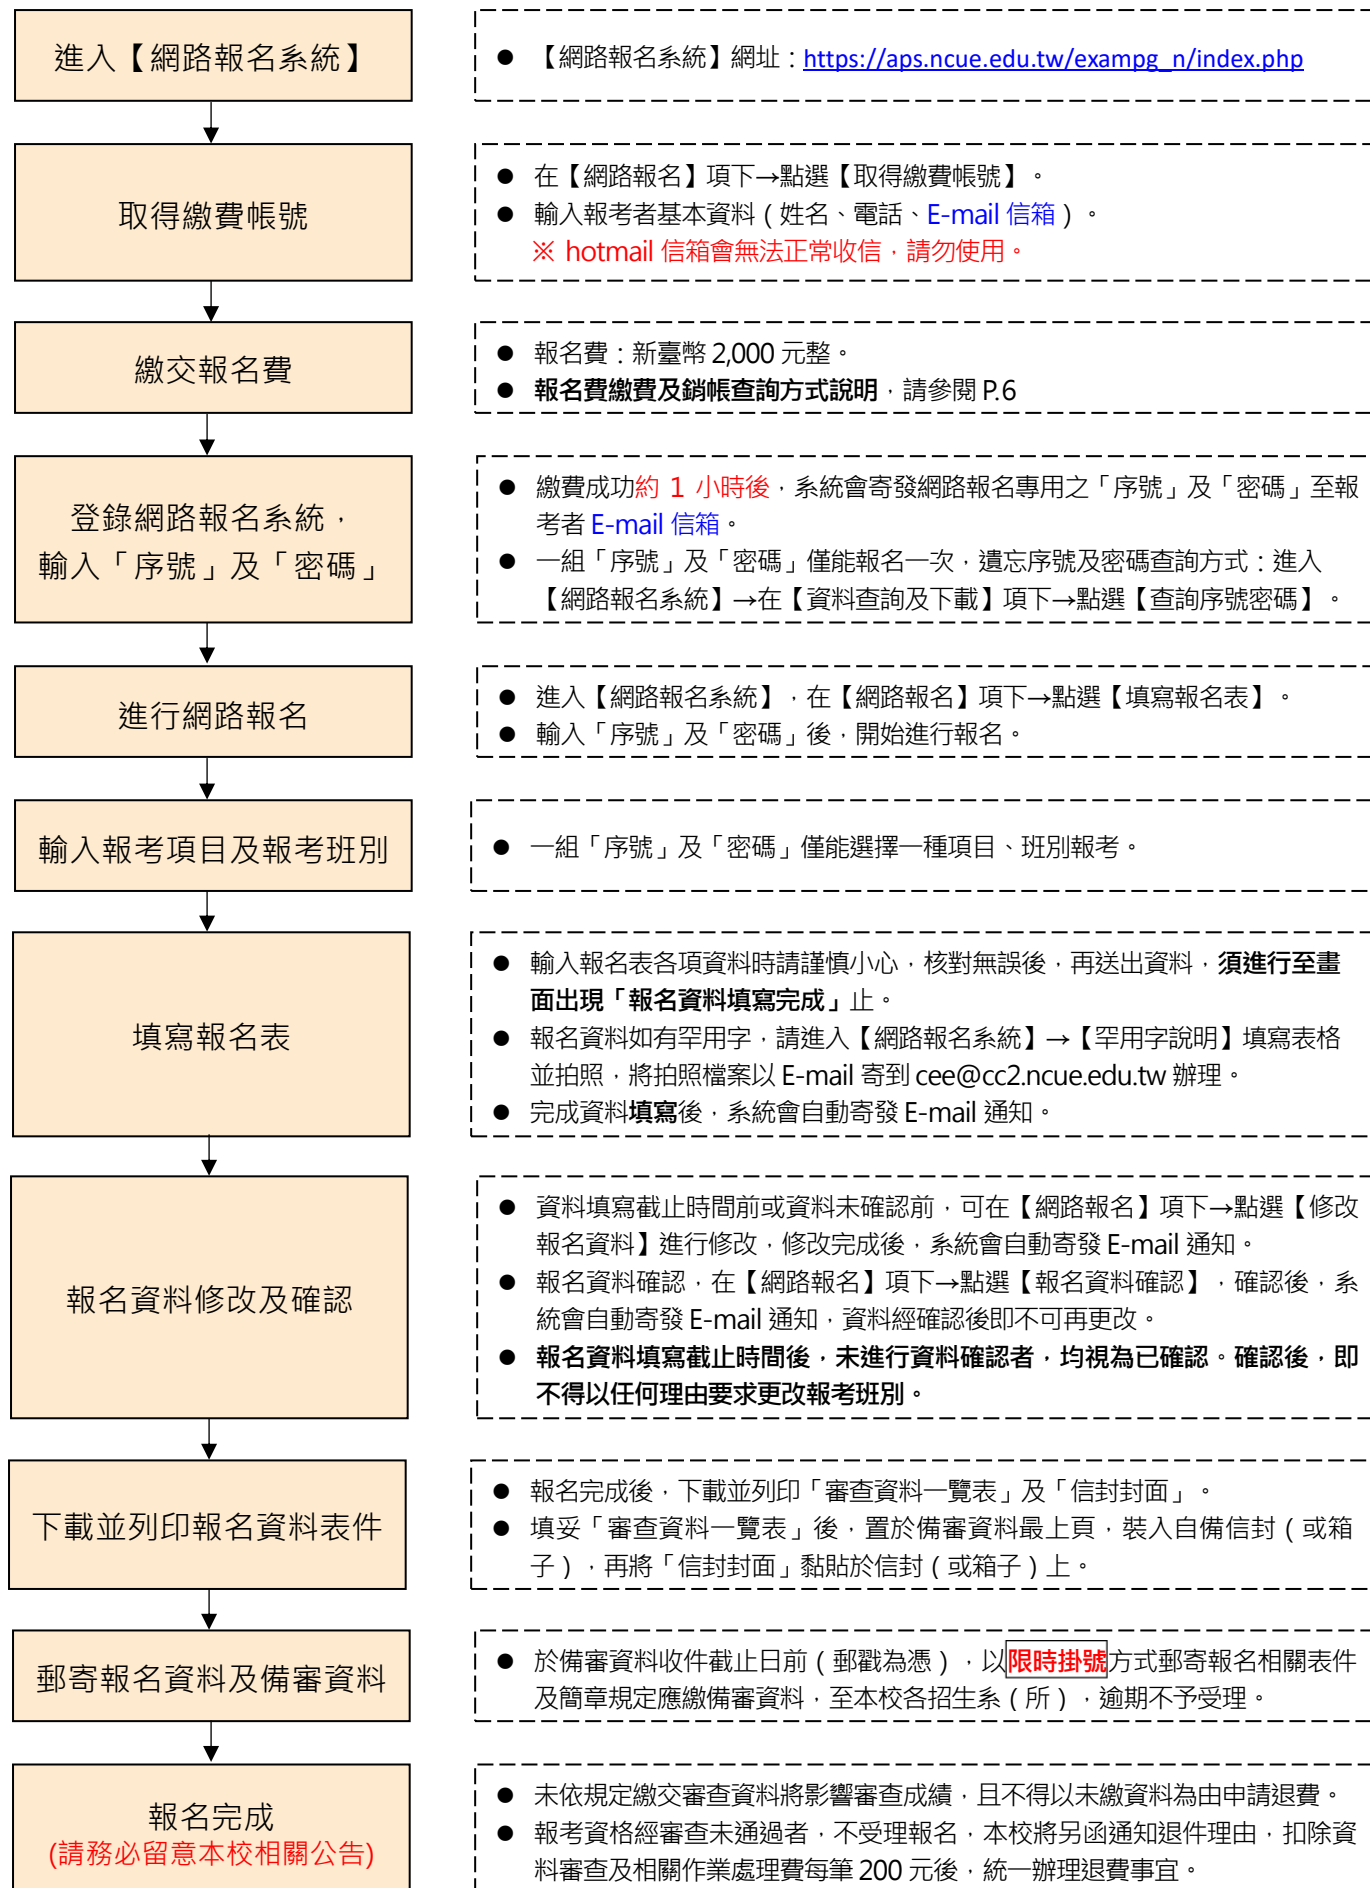 進入【網路報名系統】
● 【網路報名系統】網址：https://aps.ncue.edu.tw/exampg_n/index.php
取得繳費帳號
● 在【網路報名】項下→點選【取得繳費帳號】。
● 輸入報考者基本資料（姓名、電話、E-mail 信箱）。
※ hotmail 信箱會無法正常收信，請勿使用。
繳交報名費
● 報名費：新臺幣 2,000 元整。
● 報名費繳費及銷帳查詢方式說明，請參閱 P.6
登錄網路報名系統，
輸入「序號」及「密碼」
● 繳費成功約 1 小時後，系統會寄發網路報名專用之「序號」及「密碼」至報
考者 E-mail 信箱。
● 一組「序號」及「密碼」僅能報名一次，遺忘序號及密碼查詢方式：進入
【網路報名系統】→在【資料查詢及下載】項下→點選【查詢序號密碼】。
進行網路報名
● 進入【網路報名系統】，在【網路報名】項下→點選【填寫報名表】。
● 輸入「序號」及「密碼」後，開始進行報名。
輸入報考項目及報考班別
● 一組「序號」及「密碼」僅能選擇一種項目、班別報考。
填寫報名表
● 輸入報名表各項資料時請謹慎小心，核對無誤後，再送出資料，須進行至畫
面出現「報名資料填寫完成」止。
● 報名資料如有罕用字，請進入【網路報名系統】→【罕用字說明】填寫表格
並拍照，將拍照檔案以 E-mail 寄到 cee@cc2.ncue.edu.tw 辦理。
● 完成資料填寫後，系統會自動寄發 E-mail 通知。
報名資料修改及確認
● 資料填寫截止時間前或資料未確認前，可在【網路報名】項下→點選【修改
報名資料】進行修改，修改完成後，系統會自動寄發 E-mail 通知。
● 報名資料確認，在【網路報名】項下→點選【報名資料確認】，確認後，系
統會自動寄發 E-mail 通知，資料經確認後即不可再更改。
● 報名資料填寫截止時間後，未進行資料確認者，均視為已確認。確認後，即
不得以任何理由要求更改報考班別。
下載並列印報名資料表件
● 報名完成後，下載並列印「審查資料一覽表」及「信封封面」。
● 填妥「審查資料一覽表」後，置於備審資料最上頁，裝入自備信封（或箱
子），再將「信封封面」黏貼於信封（或箱子）上。
郵寄報名資料及備審資料
● 於備審資料收件截止日前（郵戳為憑），以限時掛號方式郵寄報名相關表件
及簡章規定應繳備審資料，至本校各招生系（所），逾期不予受理。
報名完成
(請務必留意本校相關公告)
● 未依規定繳交審查資料將影響審查成績，且不得以未繳資料為由申請退費。
● 報考資格經審查未通過者，不受理報名，本校將另函通知退件理由，扣除資
料審查及相關作業處理費每筆 200 元後，統一辦理退費事宜。